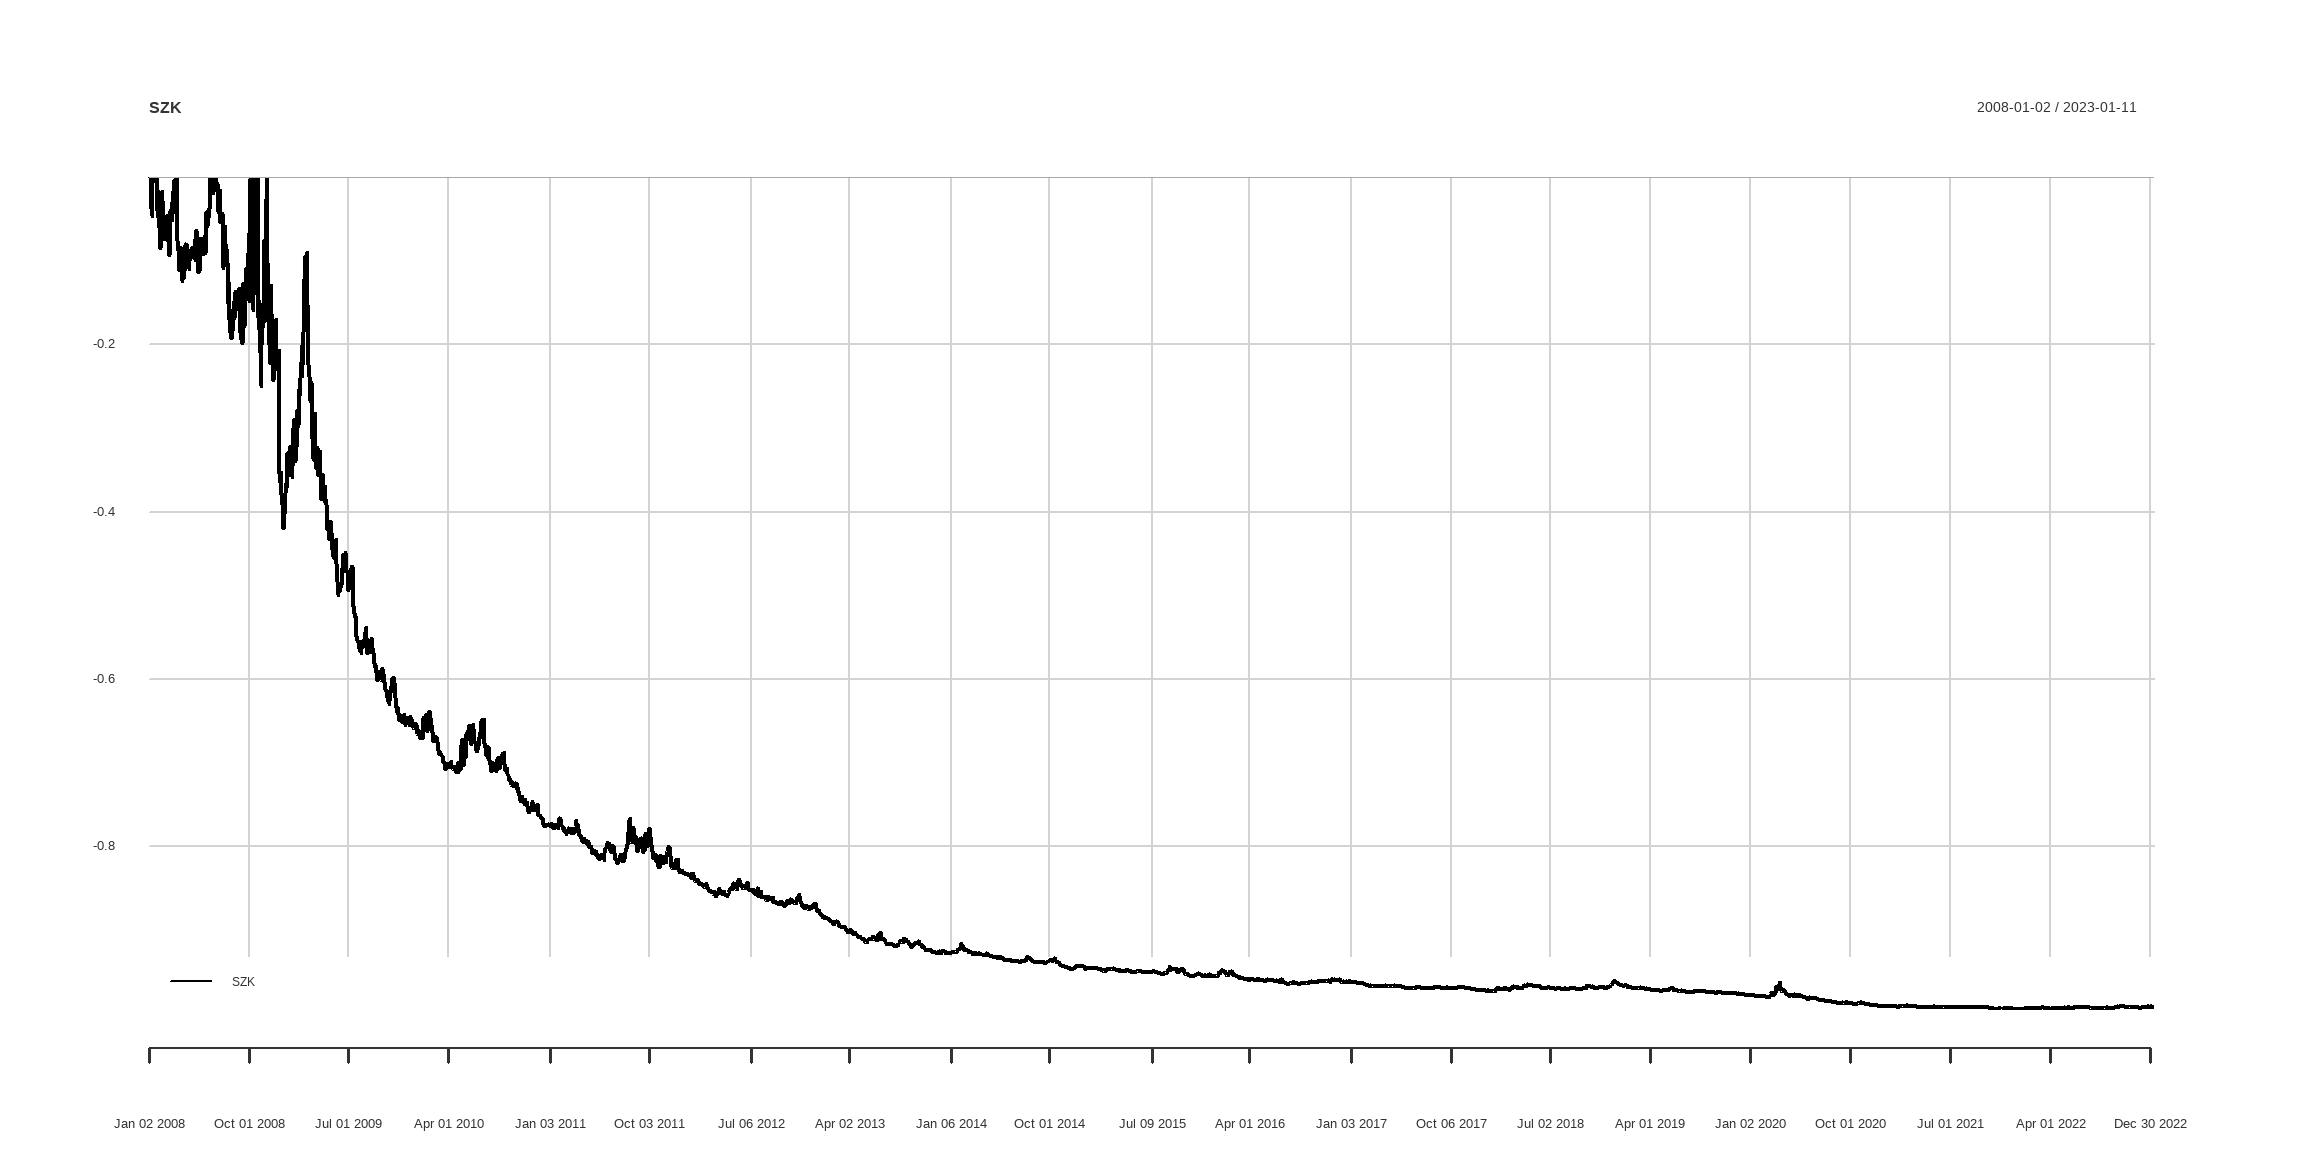 SZK
2008-01-02 / 2023-01-11
-0.2
-0.4
-0.6
-0.8
SZK
Jan 02 2008 Oct 01 2008 Jul 01 2009 Apr 01 2010 Jan 03 2011 Oct 03 2011 Jul 06 2012 Apr 02 2013 Jan 06 2014 Oct 01 2014 Jul 09 2015 Apr 01 2016 Jan 03 2017 Oct 06 2017 Jul 02 2018 Apr 01 2019 Jan 02 2020 Oct 01 2020 Jul 01 2021 Apr 01 2022 Dec 30 2022